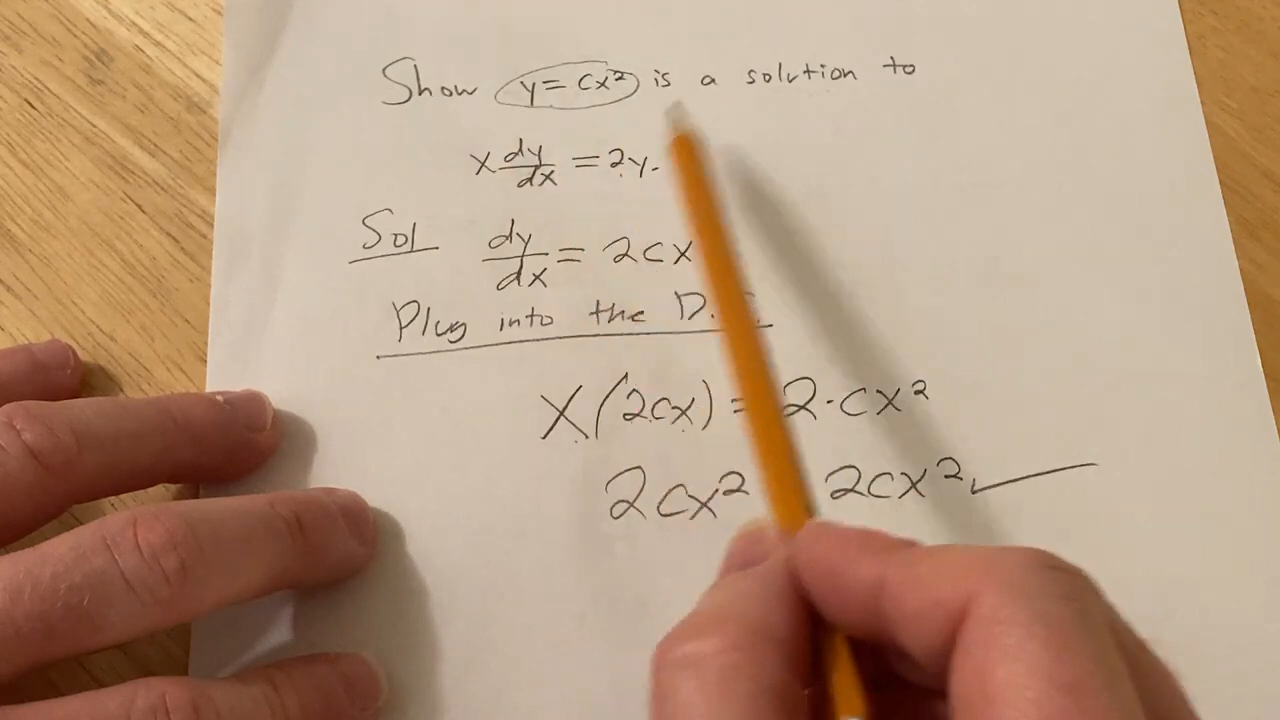 Show y = cx² is a solution to
x dy/dx = 2y.
Sol dy/dx = 2cx
Plug into the D.
x(2cx) = 2·cx²
2cx² 2cx² ✓